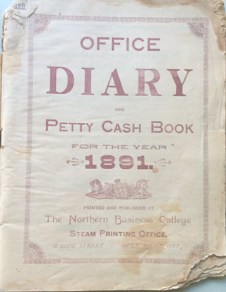 OFFICE
DIARY
AND
PETTY CASH BOOK
FOR THE YEAR
1891.
PRINTED AND PUBLISHED BY
The Northern Business College
STEAM PRINTING OFFICE,